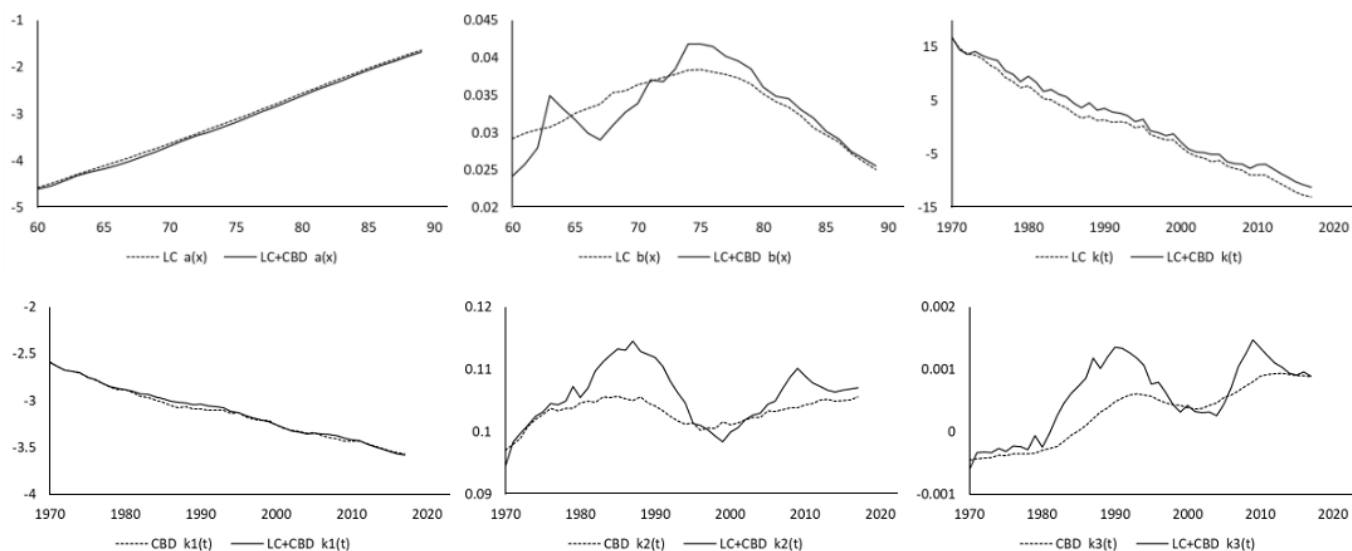 -1
-2
-3
-4
-5
60 65 70 75 80 85 90
LC a(x) LC+CBD a(x)
0.045
0.04
0.035
0.03
0.025
0.02
60 65 70 75 80 85 90
LC b(x) LC+CBD b(x)
15
5
-5
-15
1970 1980 1990 2000 2010 2020
LC k(t) LC+CBD k(t)
-2
-2.5
-3
-3.5
-4
1970 1980 1990 2000 2010 2020
CBD k1(t) LC+CBD k1(t)
0.12
0.11
0.1
0.09
1970 1980 1990 2000 2010 2020
CBD k2(t) LC+CBD k2(t)
0.002
0.001
0
-0.001
1970 1980 1990 2000 2010 2020
CBD k3(t) LC+CBD k3(t)